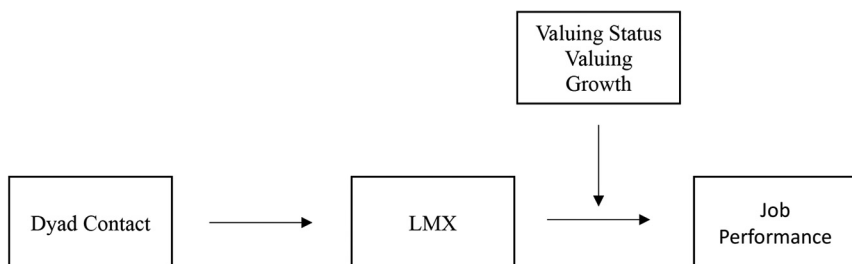 Valuing Status
Valuing
Growth
Dyad Contact
LMX
Job
Performance